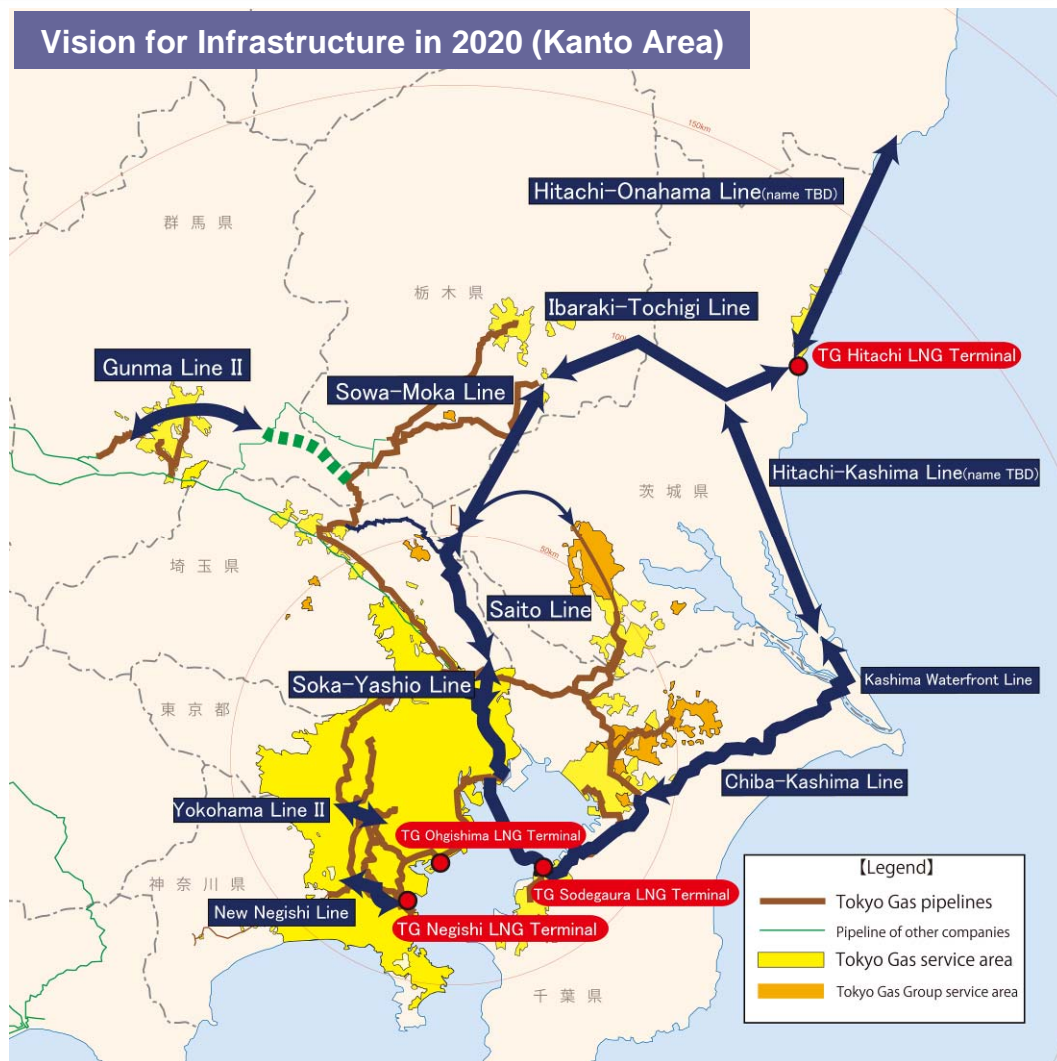 Vision for Infrastructure in 2020 (Kanto Area)
150km
Hitachi-Onahama Line(name TBD)
群馬県
栃木県
Ibaraki-Tochigi Line
TG Hitachi LNG Terminal
Gunma Line II
Sowa-Moka Line
Hitachi-Kashima Line(name TBD)
茨城県
50km
埼玉県
Saito Line
Soka-Yashio Line
Kashima Waterfront Line
東京都
Chiba-Kashima Line
Yokohama Line II
TG Ohgishima LNG Terminal
神奈川県
TG Sodegaura LNG Terminal
New Negishi Line
TG Negishi LNG Terminal
千葉県
【Legend】
Tokyo Gas pipelines
Pipeline of other companies
Tokyo Gas service area
Tokyo Gas Group service area